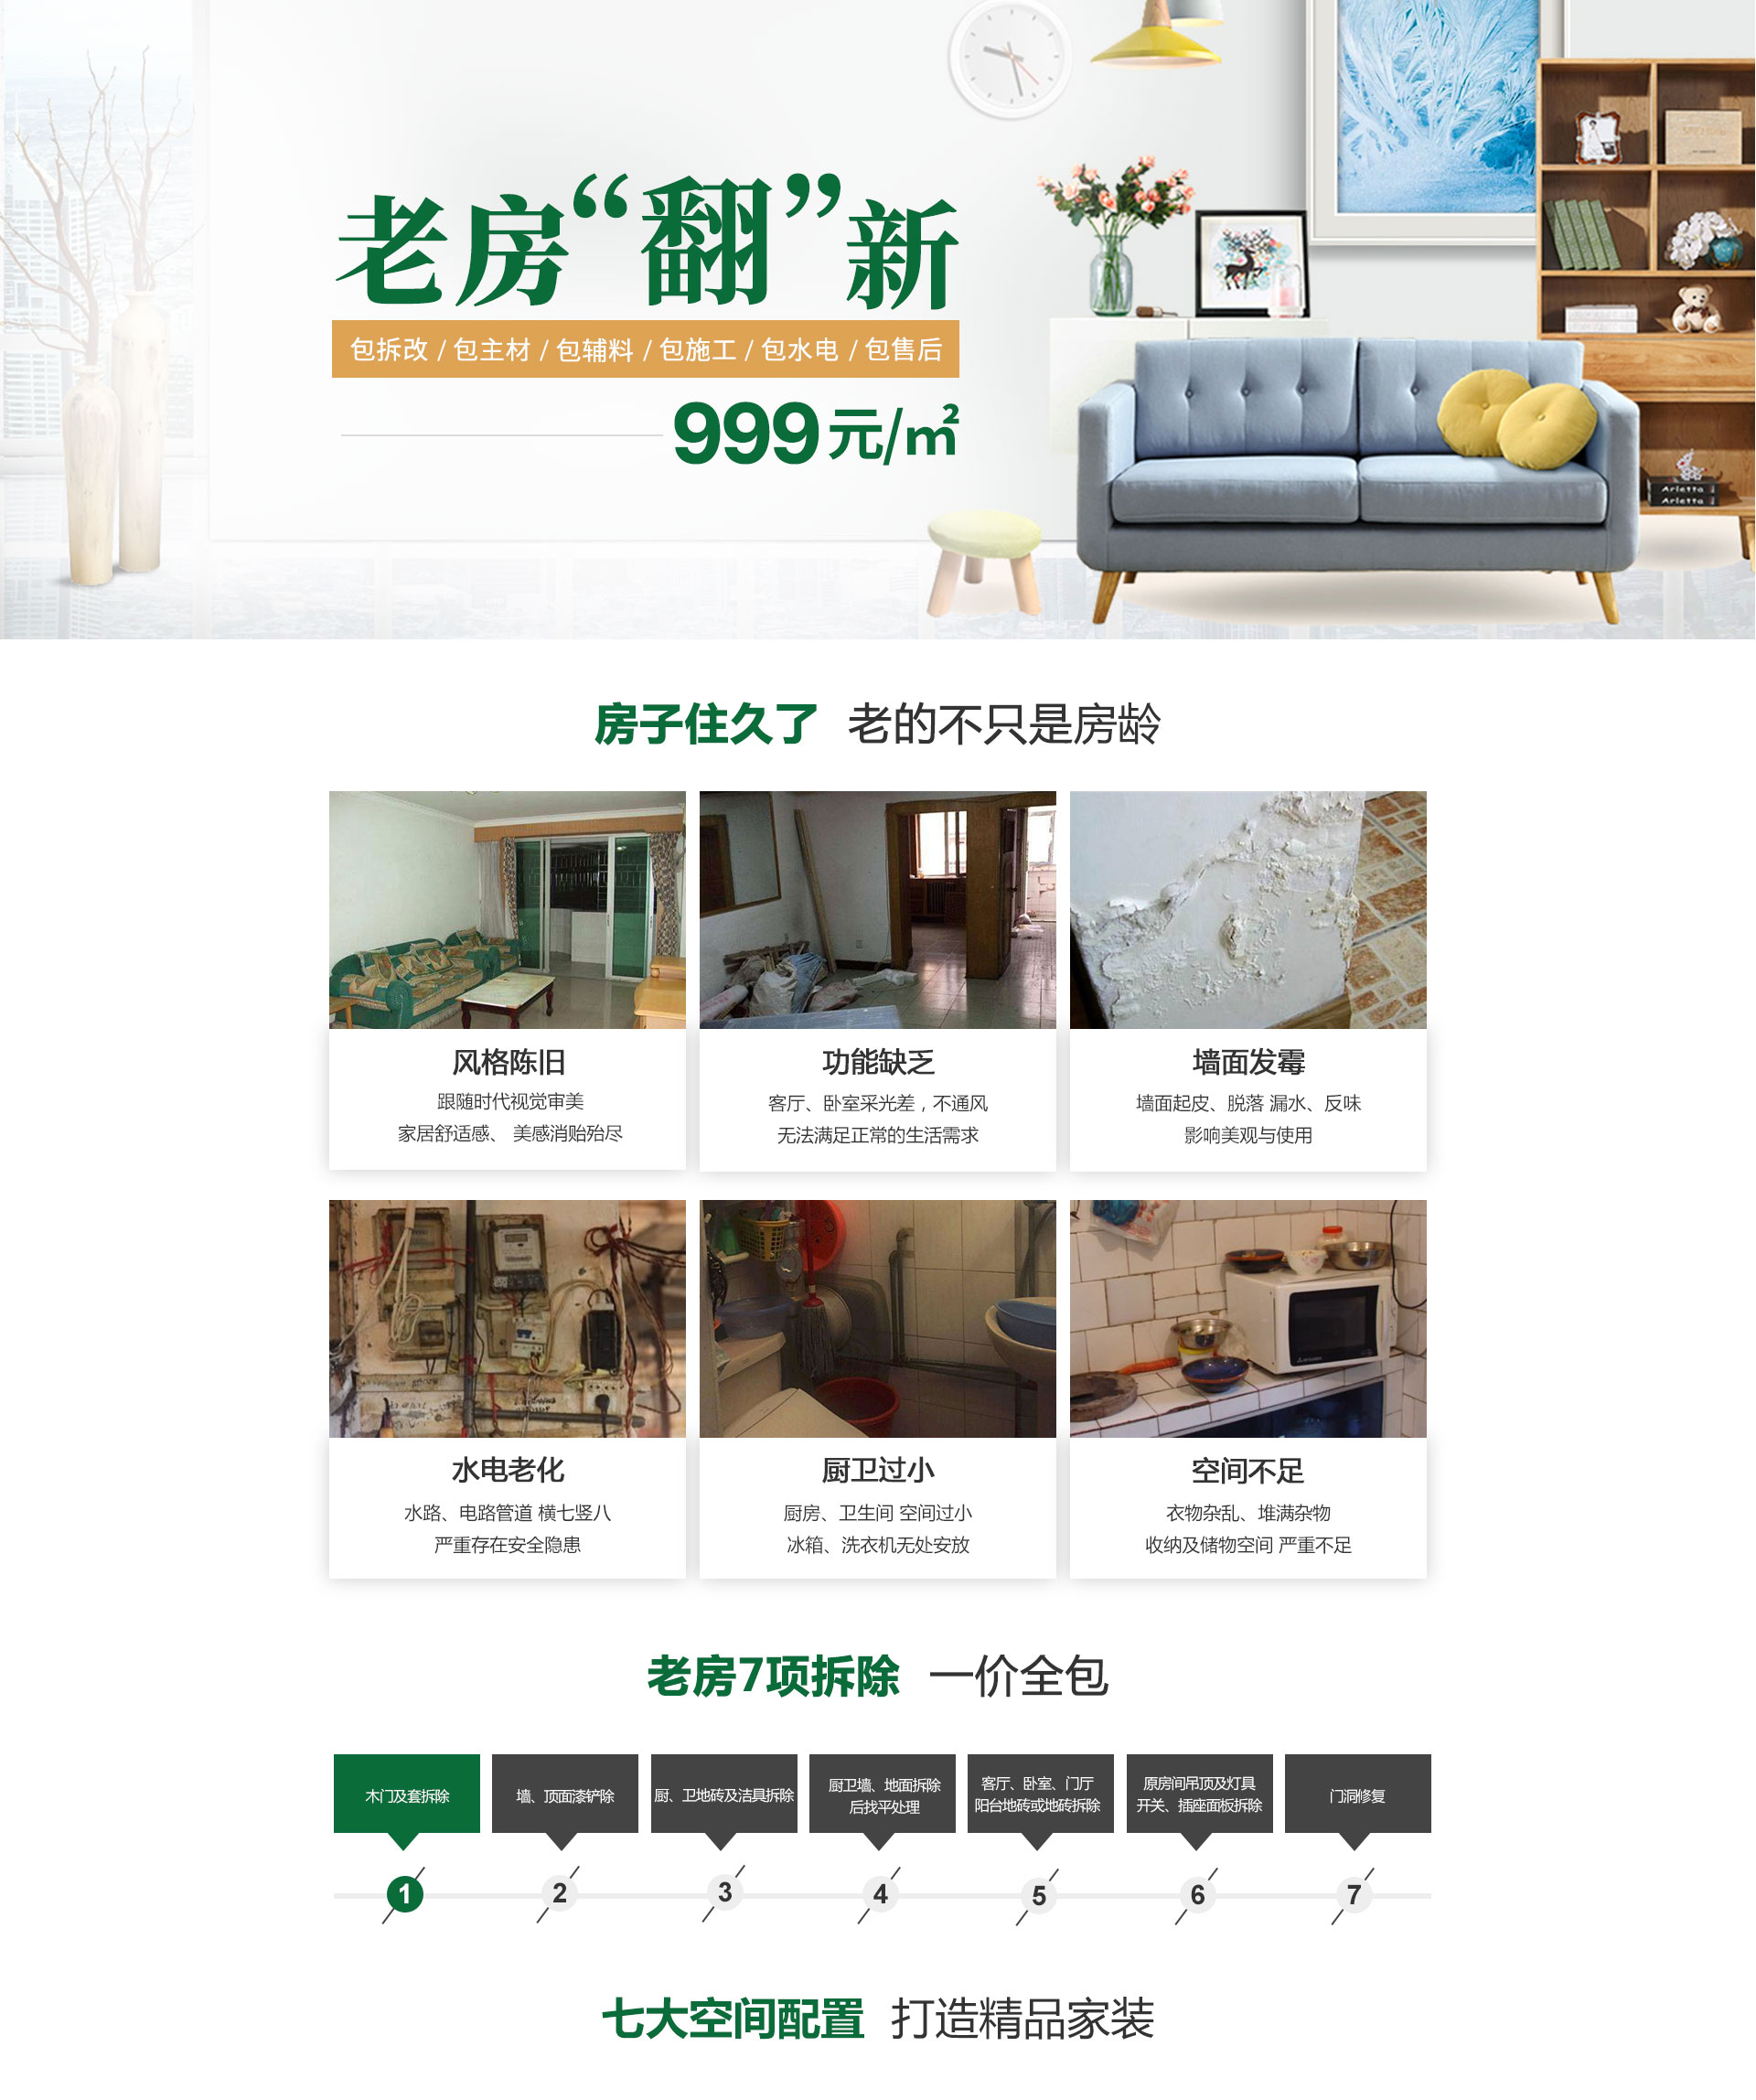 老房“翻”新
包拆改 / 包主材 / 包辅料 / 包施工 / 包水电 / 包售后
999元/㎡
房子住久了 老的不只是房龄
风格陈旧
跟随时代视觉审美
家居舒适感、 美感消贻殆尽
功能缺乏
客厅、卧室采光差，不通风
无法满足正常的生活需求
墙面发霉
墙面起皮、脱落 漏水、反味
影响美观与使用
水电老化
水路、电路管道 横七竖八
严重存在安全隐患
厨卫过小
厨房、卫生间 空间过小
冰箱、洗衣机无处安放
空间不足
衣物杂乱、堆满杂物
收纳及储物空间 严重不足
老房7项拆除 一价全包
木门及套拆除
墙、顶面漆铲除
厨、卫地砖及洁具拆除
厨卫墙、地面拆除
后找平处理
客厅、卧室、门厅
阳台地砖或地砖拆除
原房间吊顶及灯具
开关、插座面板拆除
门洞修复
1 2 3 4 5 6 7
七大空间配置 打造精品家装
Arletta
Arletta